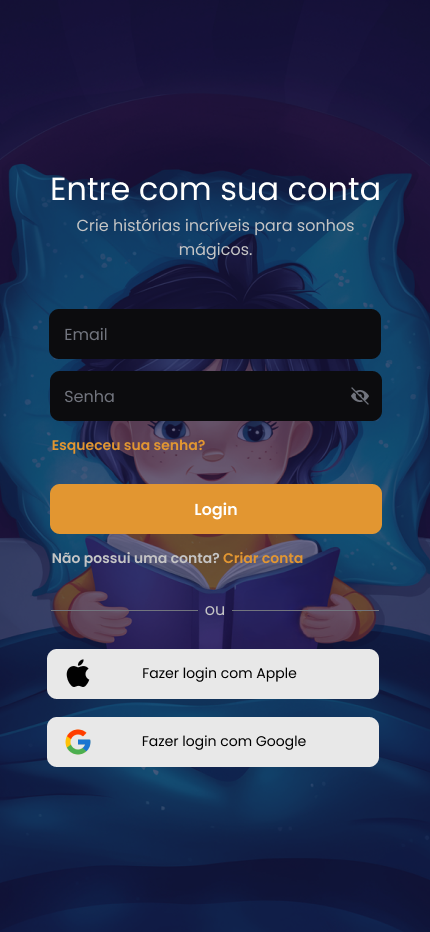 Entre com sua conta
Crie histórias incríveis para sonhos
mágicos.
Email
Senha
Esqueceu sua senha?
Login
Não possui uma conta? Criar conta
ou
Fazer login com Apple
Fazer login com Google